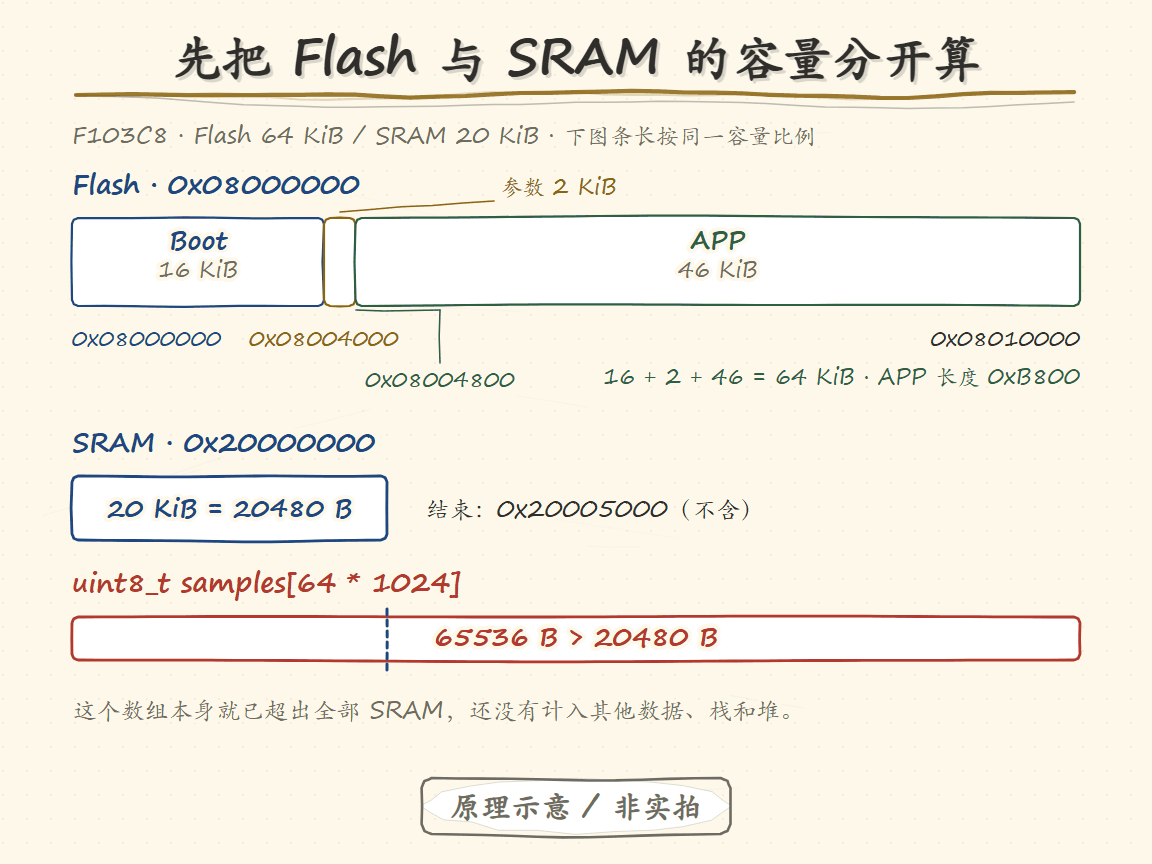 先把 Flash 与 SRAM 的容量分开算
F103C8 · Flash 64 KiB / SRAM 20 KiB · 下图条长按同一容量比例
Flash · 0x08000000
参数 2 KiB
Boot
16 KiB
APP
46 KiB
0x08000000
0x08004000
0x08010000
0x08004800
16 + 2 + 46 = 64 KiB · APP 长度 0xB800
SRAM · 0x20000000
20 KiB = 20480 B
结束：0x20005000（不含）
uint8_t samples[64 * 1024]
65536 B > 20480 B
这个数组本身就已超出全部 SRAM，还没有计入其他数据、栈和堆。
原理示意 / 非实拍